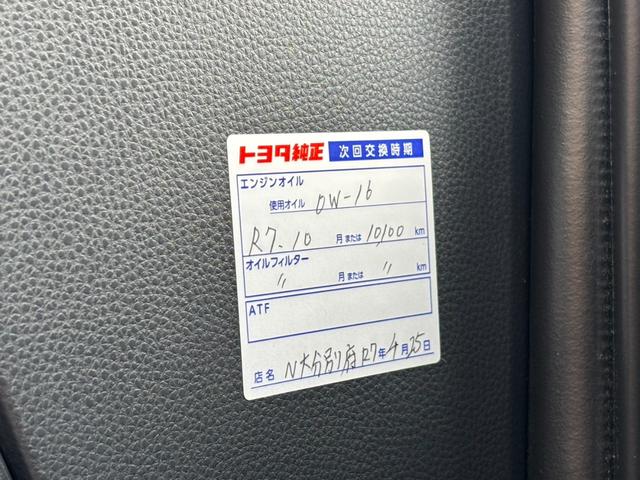 トヨタ純正 次回交換時期
エンジンオイル
使用オイル 0W-16
R7.10 月または 10,100 km
オイルフィルター
〃 月または 〃 km
ATF
店名 N大分別府 R7年4月25日